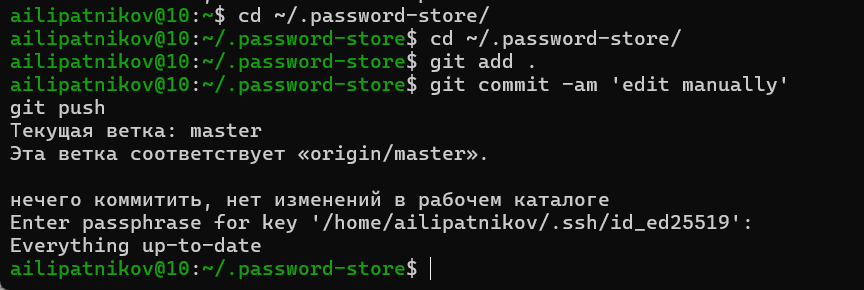 ailipatnikov@10:~$ cd ~/.password-store/
ailipatnikov@10:~/.password-store$ cd ~/.password-store/
ailipatnikov@10:~/.password-store$ git add .
ailipatnikov@10:~/.password-store$ git commit -am 'edit manually'
git push
Текущая ветка: master
Эта ветка соответствует «origin/master».

нечего коммитить, нет изменений в рабочем каталоге
Enter passphrase for key '/home/ailipatnikov/.ssh/id_ed25519':
Everything up-to-date
ailipatnikov@10:~/.password-store$